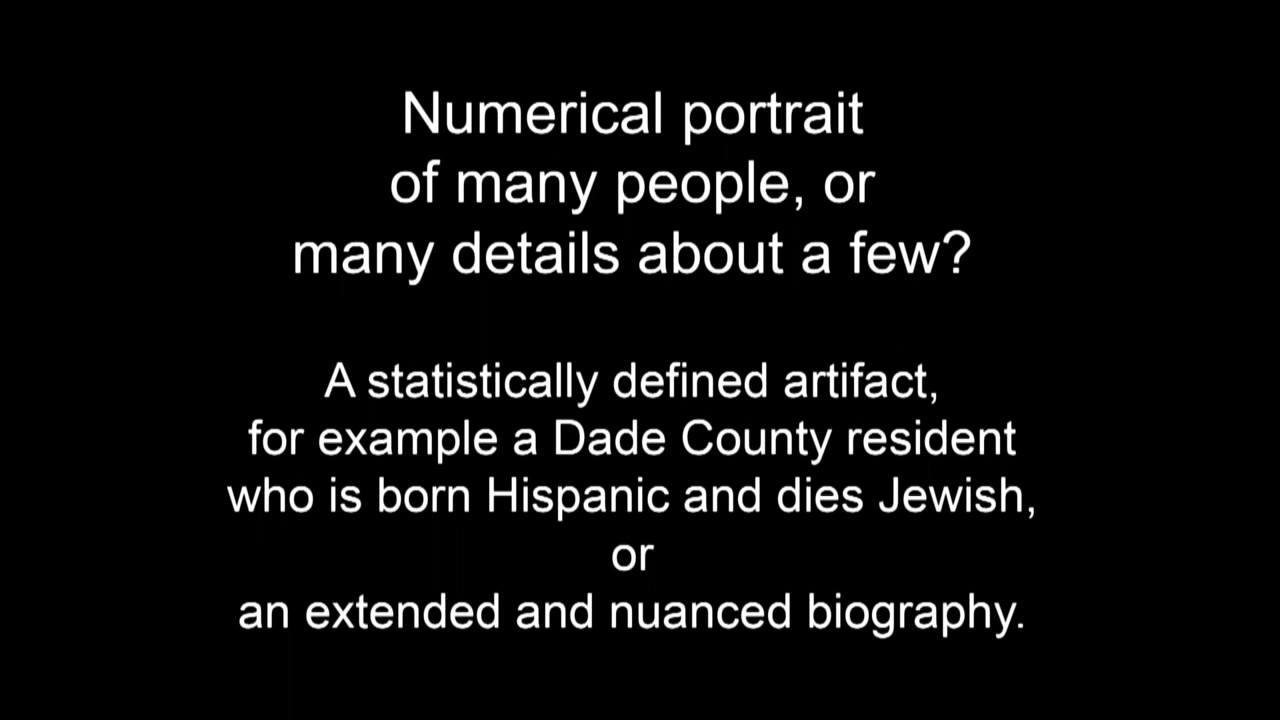 Numerical portrait
of many people, or
many details about a few?
A statistically defined artifact,
for example a Dade County resident
who is born Hispanic and dies Jewish,
or
an extended and nuanced biography.